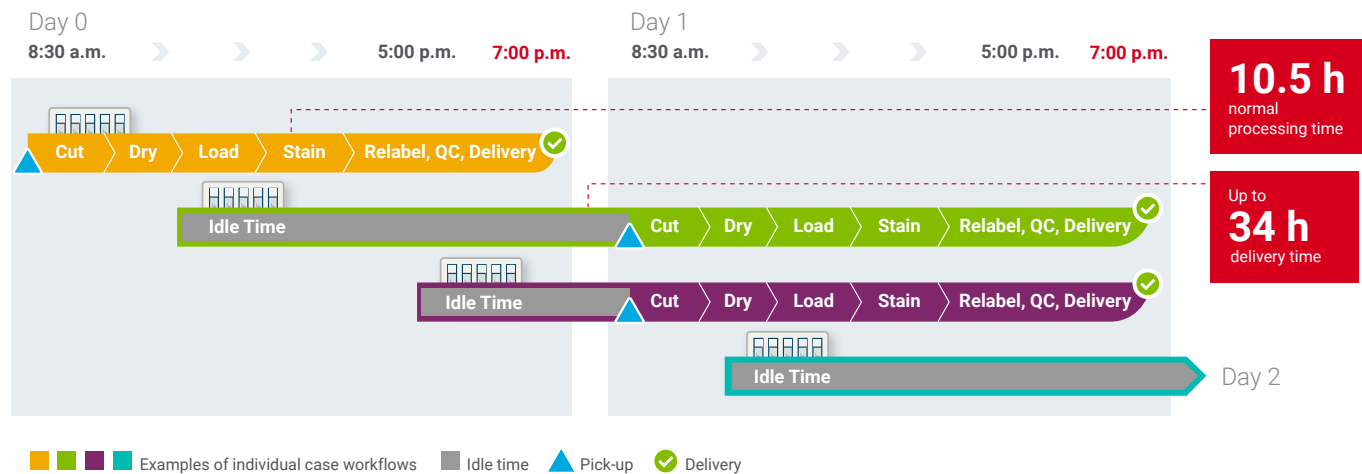 Day 0
Day 1
8:30 a.m. 5:00 p.m. 7:00 p.m. 8:30 a.m. 5:00 p.m. 7:00 p.m.
10.5 h
normal
processing time
Cut Dry Load Stain Relabel, QC, Delivery
Up to
34 h
delivery time
Idle Time Cut Dry Load Stain Relabel, QC, Delivery
Idle Time Cut Dry Load Stain Relabel, QC, Delivery
Idle Time Day 2
Examples of individual case workflows Idle time Pick-up Delivery